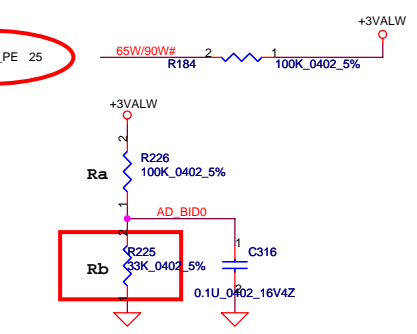 +3VALW
_PE 25
65W/90W#
2
1
R184
100K_0402_5%
+3VALW
2
R226
Ra
100K_0402_5%
1
AD_BID0
2
R225
1
C316
Rb
33K_0402_5%
2
0.1U_0402_16V4Z
1